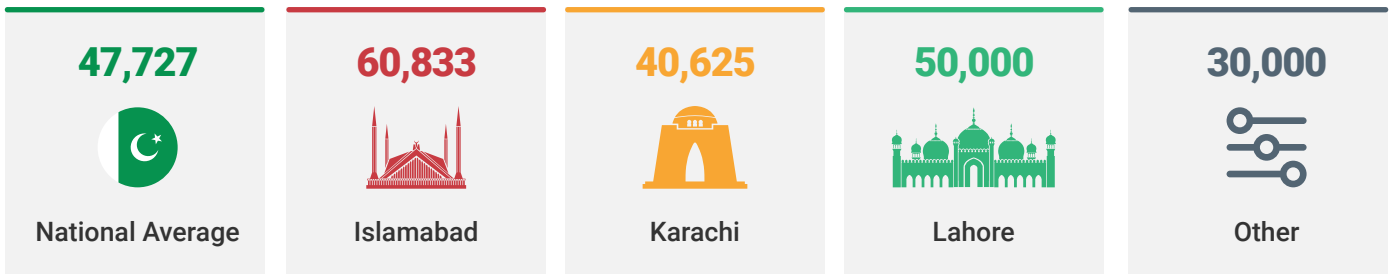 47,727
National Average
60,833
Islamabad
40,625
Karachi
50,000
Lahore
30,000
Other